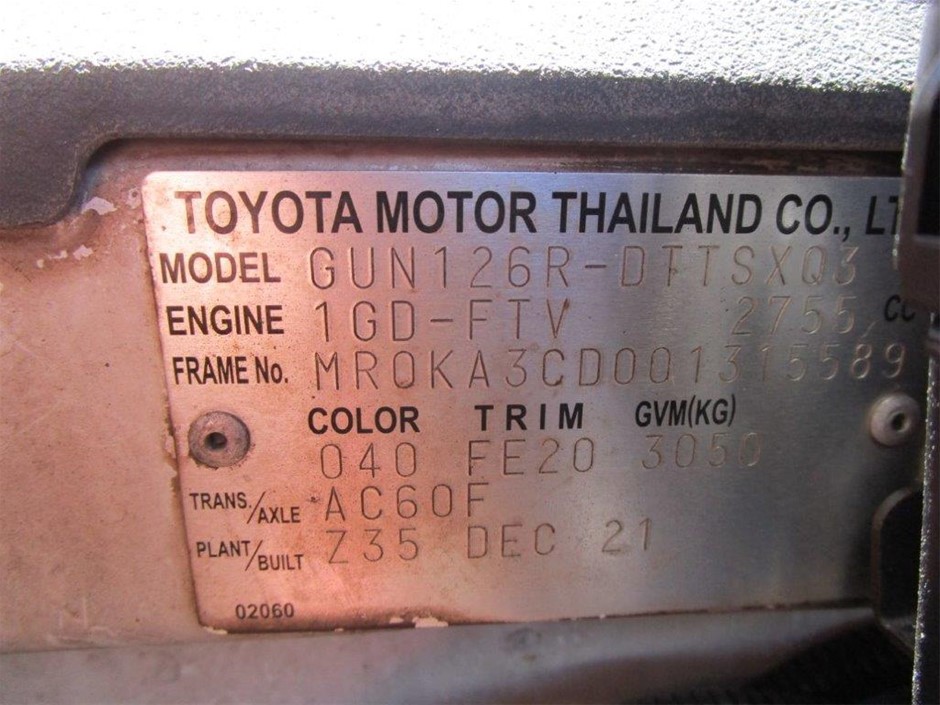 TOYOTA MOTOR THAILAND CO., LT
MODEL GUN126R-DTTSXQ3
ENGINE 1GD-FTV 2755 CC
FRAME No. MR0KA3CD001315589
COLOR TRIM GVM(KG)
040 FE20 3050
TRANS./AXLE AC60F
PLANT/BUILT Z35 DEC 21
02060